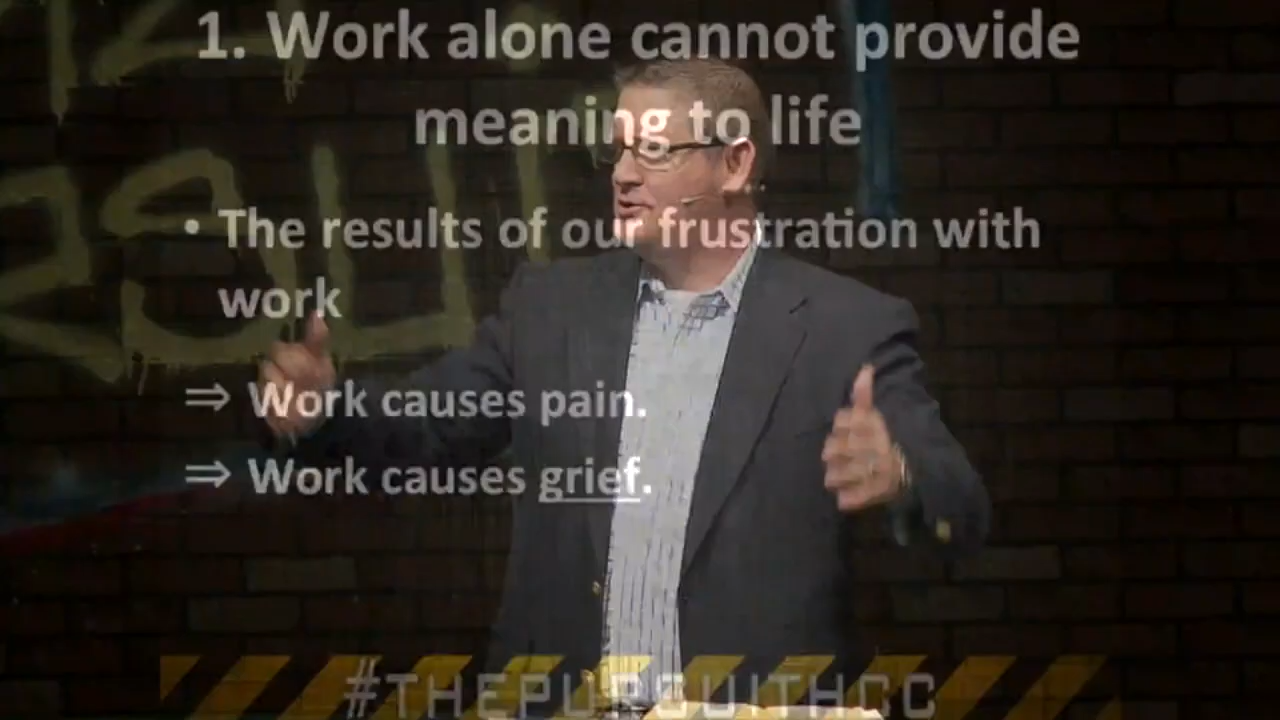 1. Work alone cannot provide
meaning to life
• The results of our frustration with
work
⇒ Work causes pain.
⇒ Work causes grief.
#THEPURSUITHCC